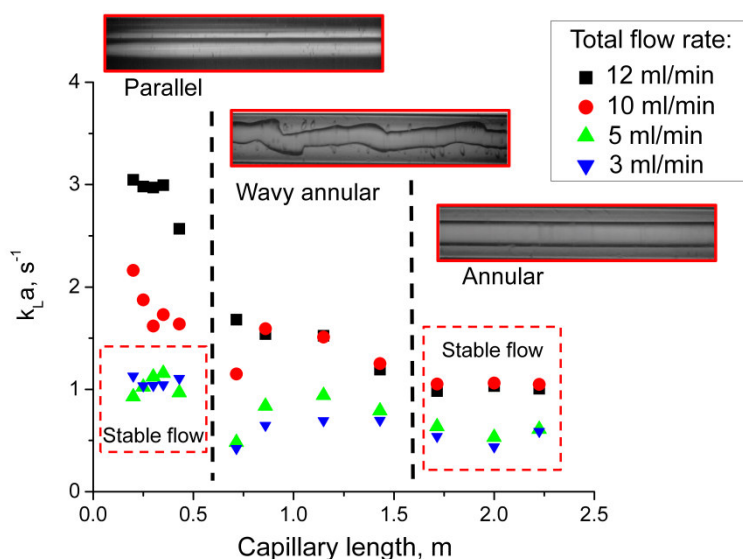 Total flow rate:
12 ml/min
10 ml/min
5 ml/min
3 ml/min
Parallel
Wavy annular
Annular
Stable flow
Stable flow
k_La, s^-1
4
3
2
1
0
0.0 0.5 1.0 1.5 2.0 2.5
Capillary length, m